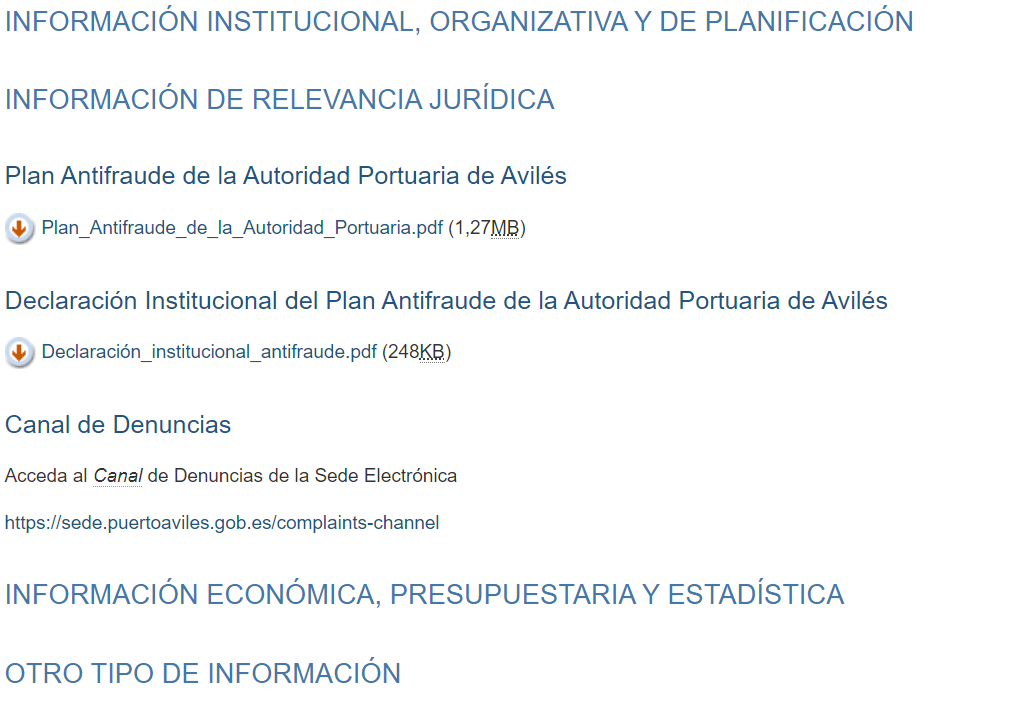 INFORMACIÓN INSTITUCIONAL, ORGANIZATIVA Y DE PLANIFICACIÓN
INFORMACIÓN DE RELEVANCIA JURÍDICA
Plan Antifraude de la Autoridad Portuaria de Avilés
Plan_Antifraude_de_la_Autoridad_Portuaria.pdf (1,27MB)
Declaración Institucional del Plan Antifraude de la Autoridad Portuaria de Avilés
Declaración_institucional_antifraude.pdf (248KB)
Canal de Denuncias
Acceda al Canal de Denuncias de la Sede Electrónica
https://sede.puertoaviles.gob.es/complaints-channel
INFORMACIÓN ECONÓMICA, PRESUPUESTARIA Y ESTADÍSTICA
OTRO TIPO DE INFORMACIÓN